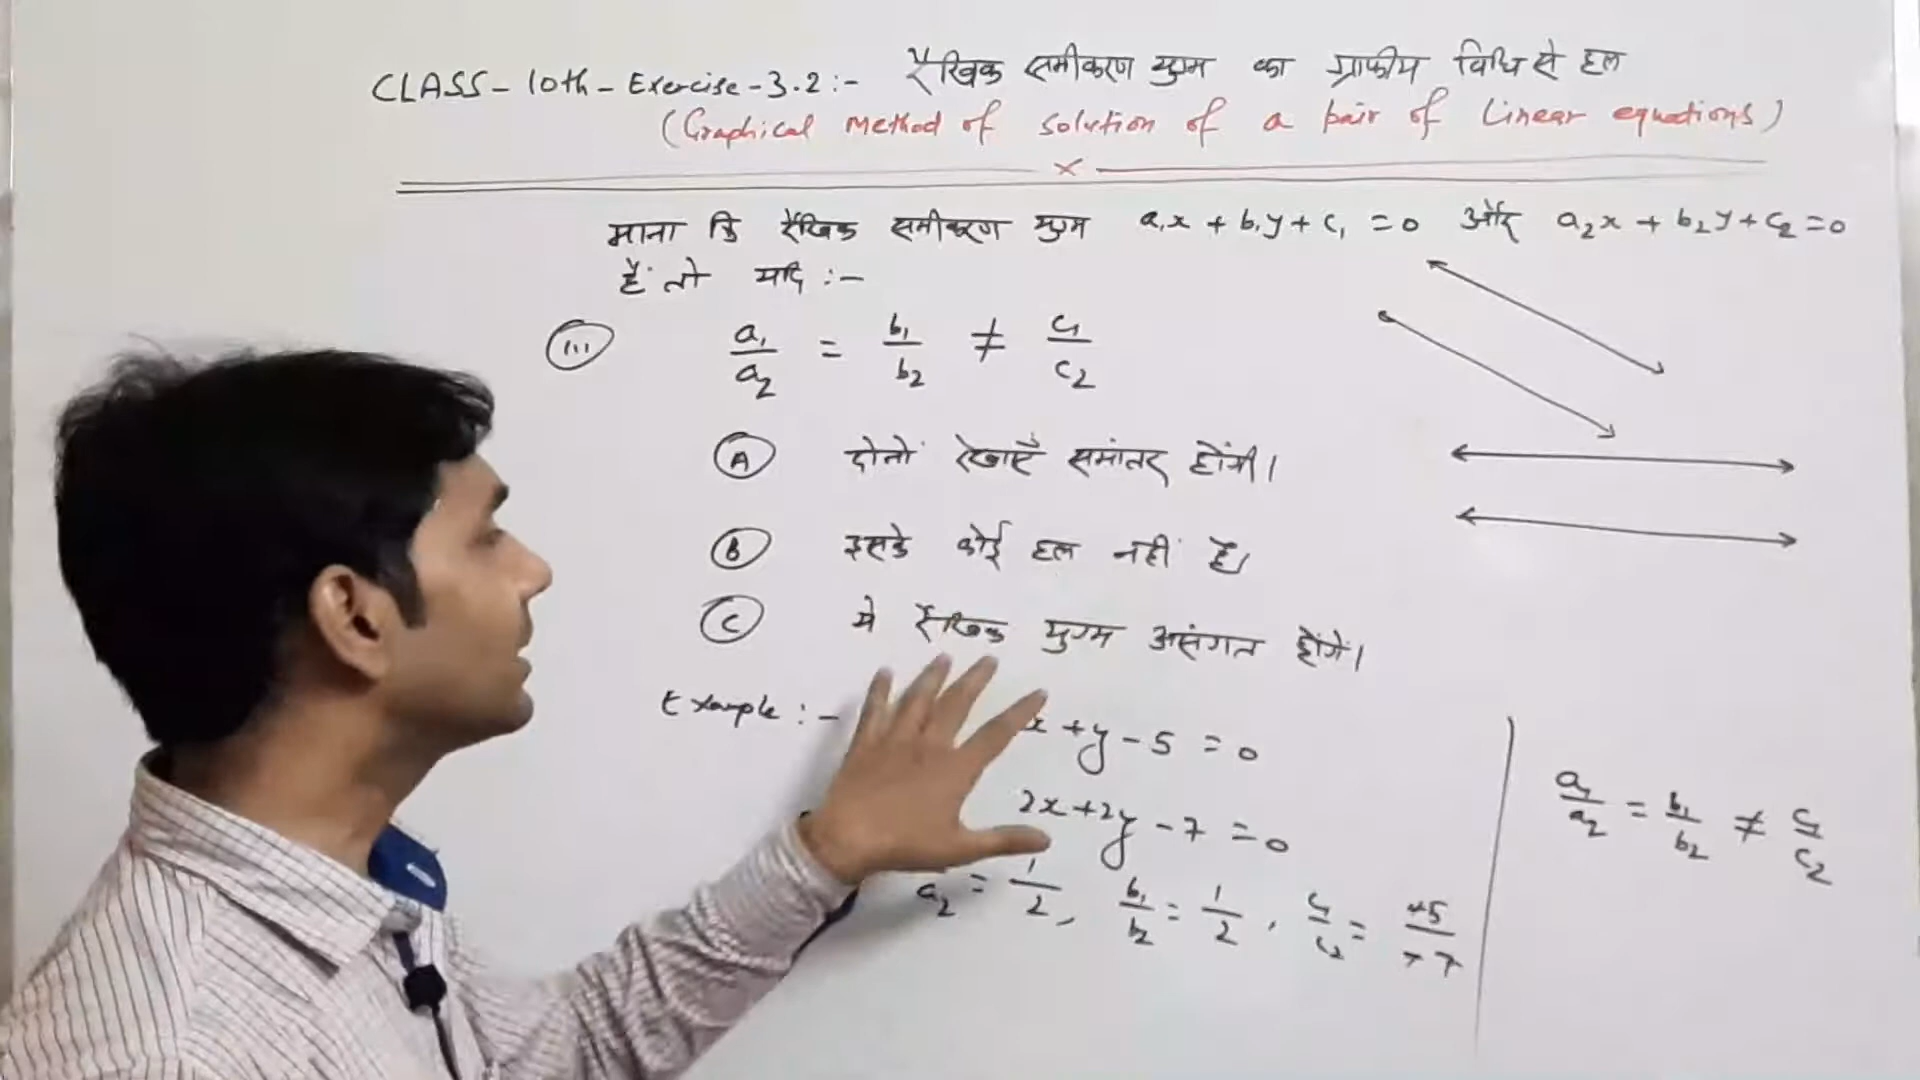 CLASS - 10th - Exercise - 3.2 :- रैखिक समीकरण युग्म का ग्राफीय विधि से हल
(Graphical Method of solution of a pair of Linear equations)
x
माना कि रैखिक समीकरण युग्म a₁x + b₁y + c₁ = 0 और a₂x + b₂y + c₂ = 0
हैं तो यदि :-
(iii) a₁/a₂ = b₁/b₂ ≠ c₁/c₂
(A) दोनों रेखाएँ समांतर होंगी।
(B) इसके कोई हल नहीं है।
(C) ये रैखिक युग्म असंगत होंगे।
Example :- x + y - 5 = 0
2x + 2y - 7 = 0
a₂ = 1/2, b₁/b₂ = 1/2, c₁/c₂ = +5/+7
a₁/a₂ = b₁/b₂ ≠ c₁/c₂